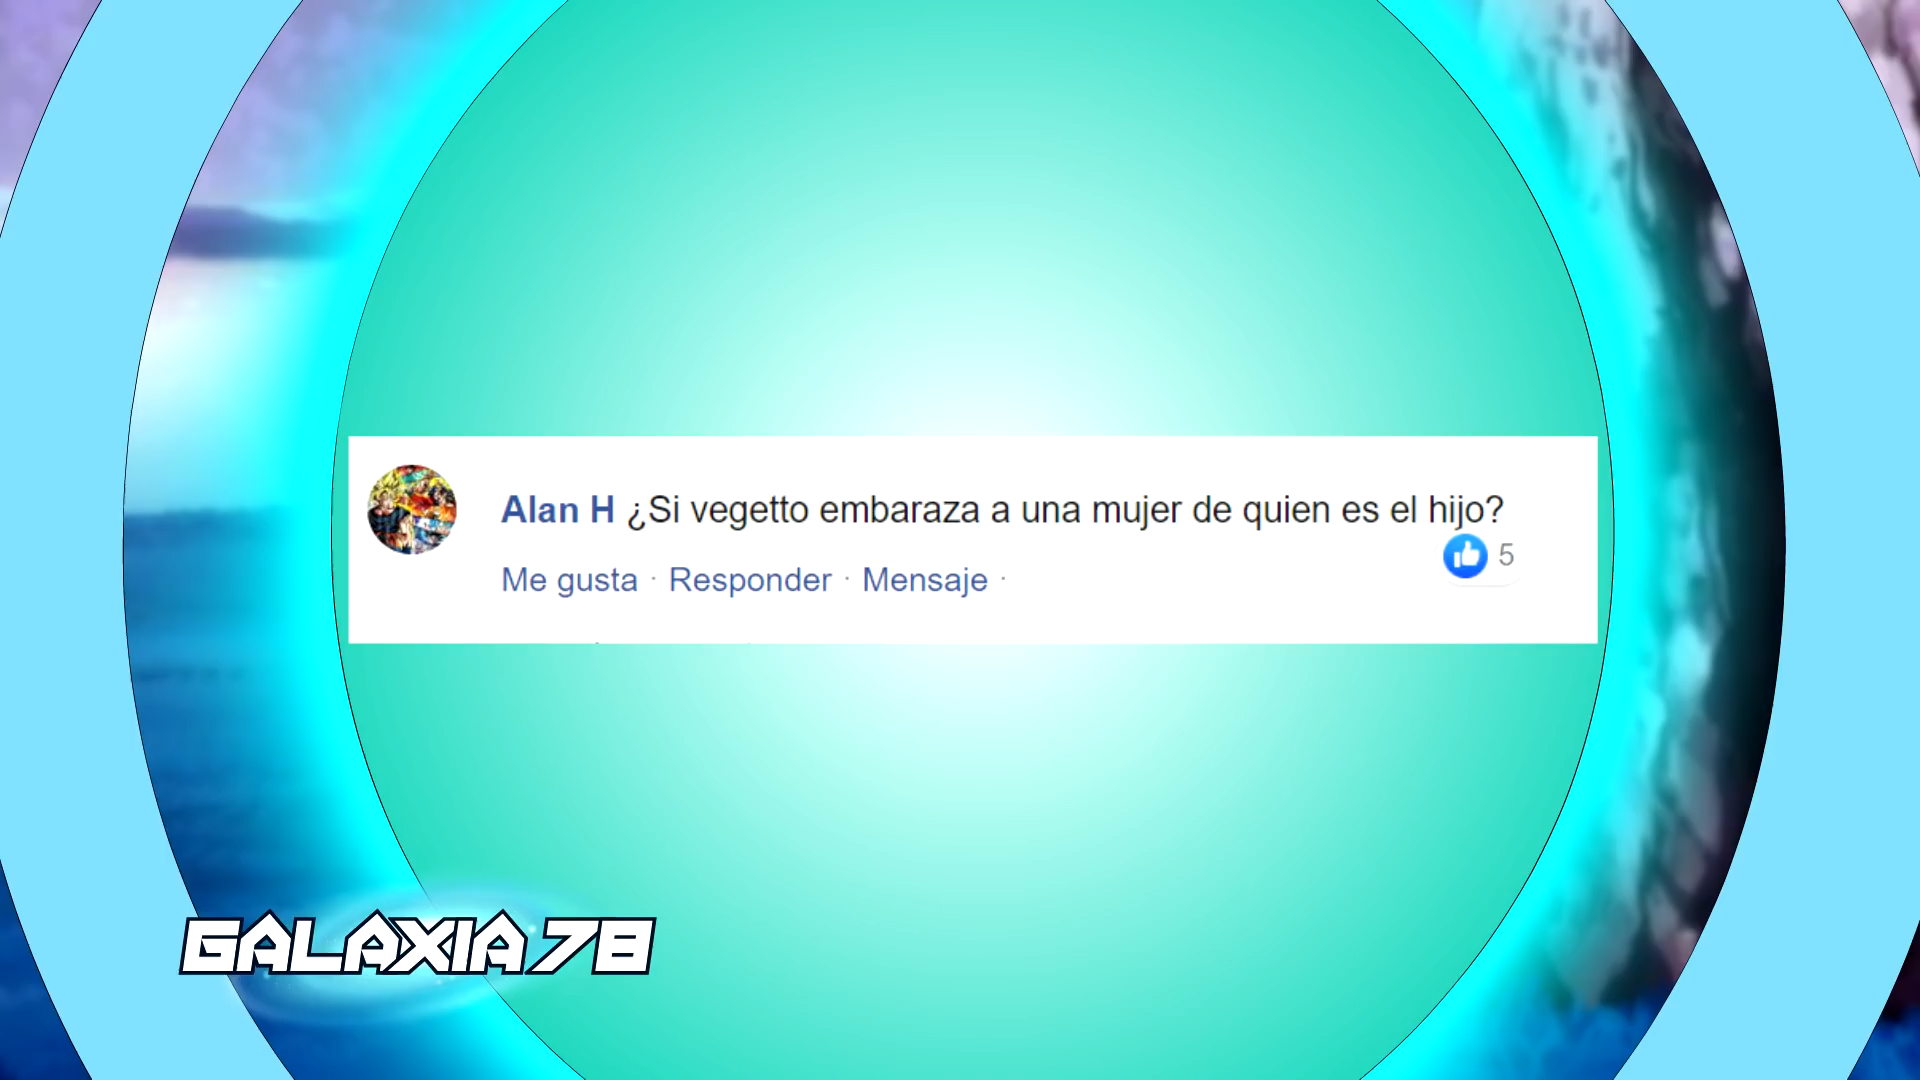 Alan H ¿Si vegetto embaraza a una mujer de quien es el hijo?
5
Me gusta · Responder · Mensaje ·
GALAXIA 78